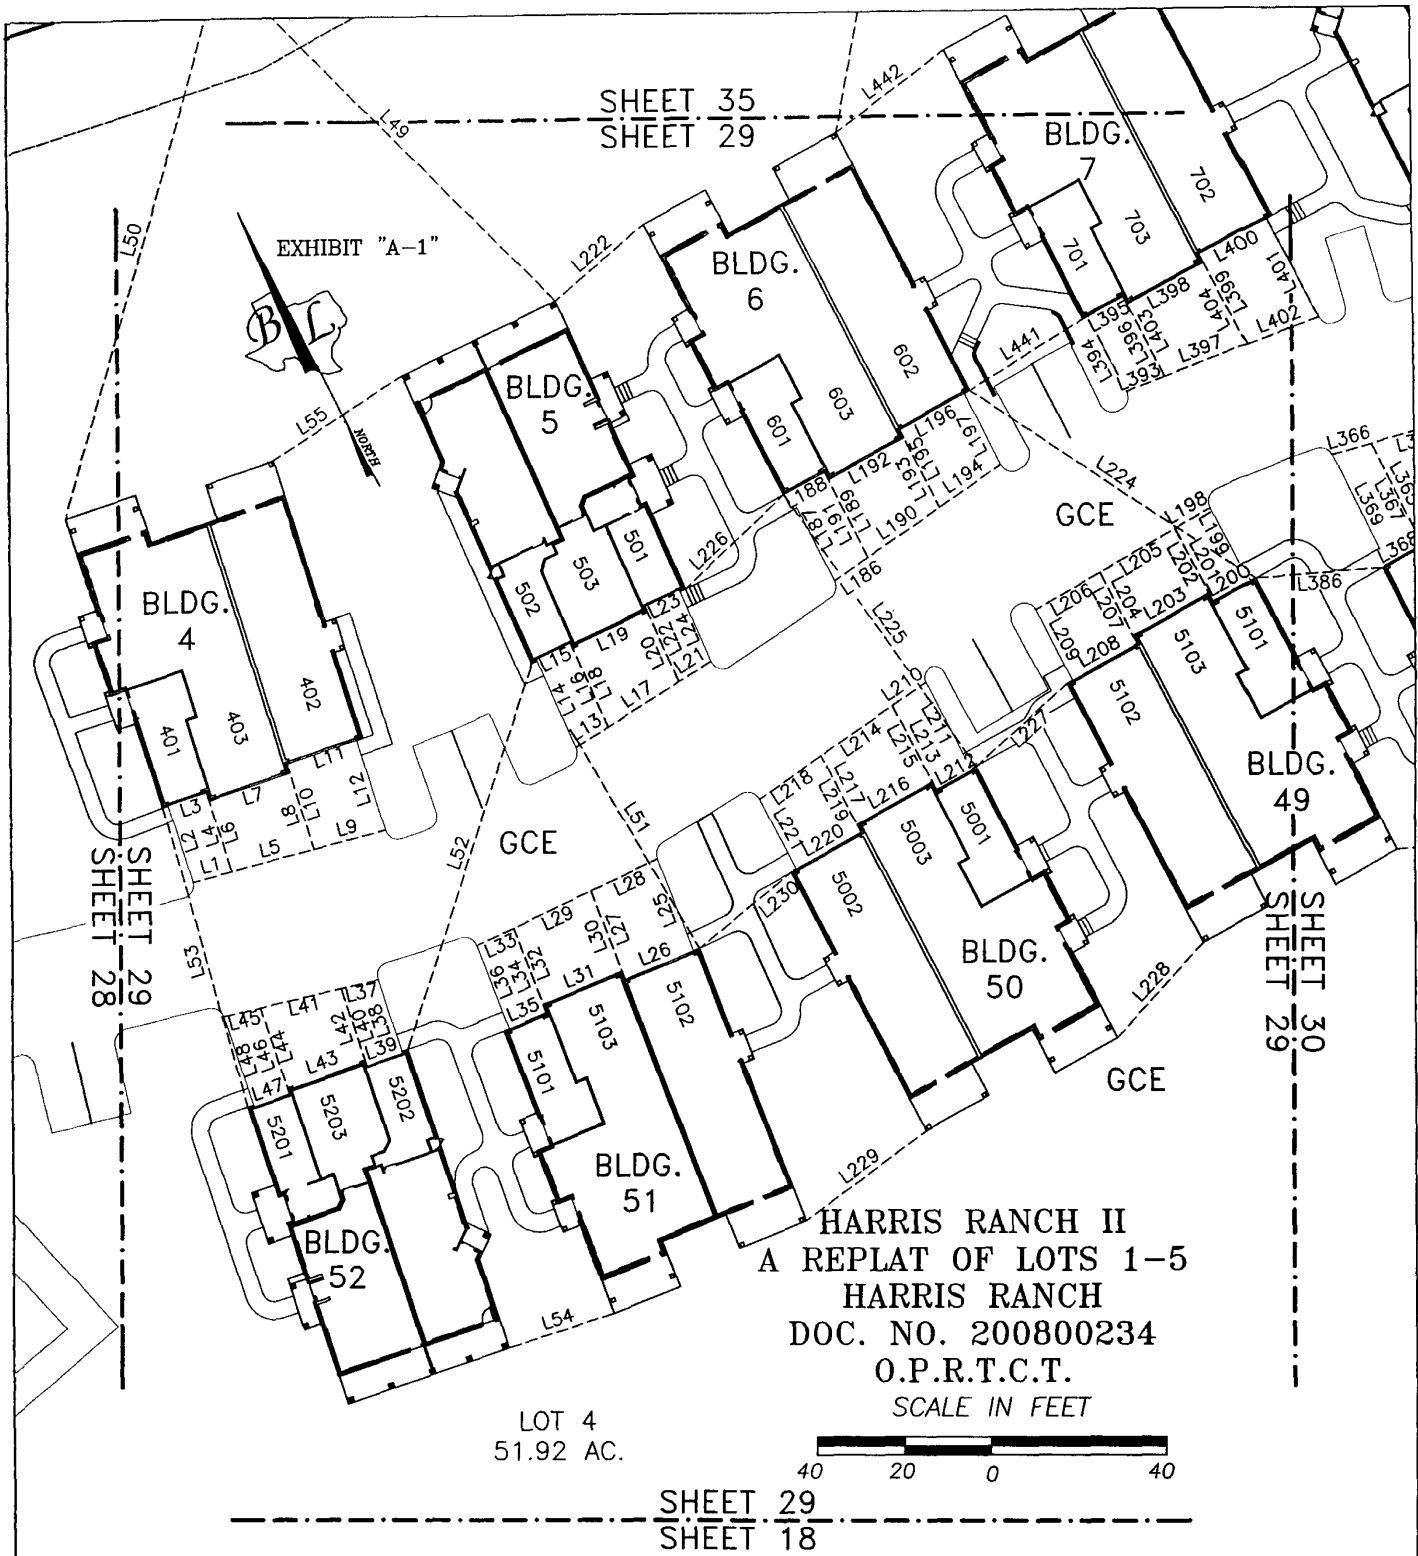 SHEET 35
SHEET 29
L442
L49
L50
EXHIBIT "A-1"
B L
NORTH
L222
BLDG.
7
702
703
701
L400
L401
L398
L399
L404
L402
L395
L394
L396
L403
L397
L393
BLDG.
6
602
603
601
L441
L196
L197
L192
L195
L193
L194
188
L187
L189
L191
L190
L186
BLDG.
5
501
503
502
L55
L226
L23
L24
L22
L20
L21
L19
L15
L14
L16
L18
L17
L13
L224
GCE
L198
L199
L201
L200
L202
L205
L203
L204
L206
L207
L208
L209
L366
L367
L369
L368
L386
BLDG.
4
401
403
402
L3
L2
L4
L6
L1
L7
L5
L8
L10
L11
L12
L9
L52
GCE
L51
L225
L210
L211
L213
L215
L212
L214
L216
L217
L219
L218
L220
L221
L227
5101
5103
5102
BLDG.
49
SHEET 29
SHEET 28
L53
L28
L29
L25
L27
L30
L26
L33
L32
L34
L36
L31
L35
L230
5001
5003
5002
BLDG.
50
L228
SHEET 30
SHEET 29
GCE
L45
L41
L37
L48
L46
L44
L42
L40
L38
L47
L43
L39
5201
5203
5202
BLDG.
52
5101
5103
5102
BLDG.
51
L229
L54
HARRIS RANCH II
A REPLAT OF LOTS 1-5
HARRIS RANCH
DOC. NO. 200800234
O.P.R.T.C.T.
SCALE IN FEET
40 20 0 40
LOT 4
51.92 AC.
SHEET 29
SHEET 18